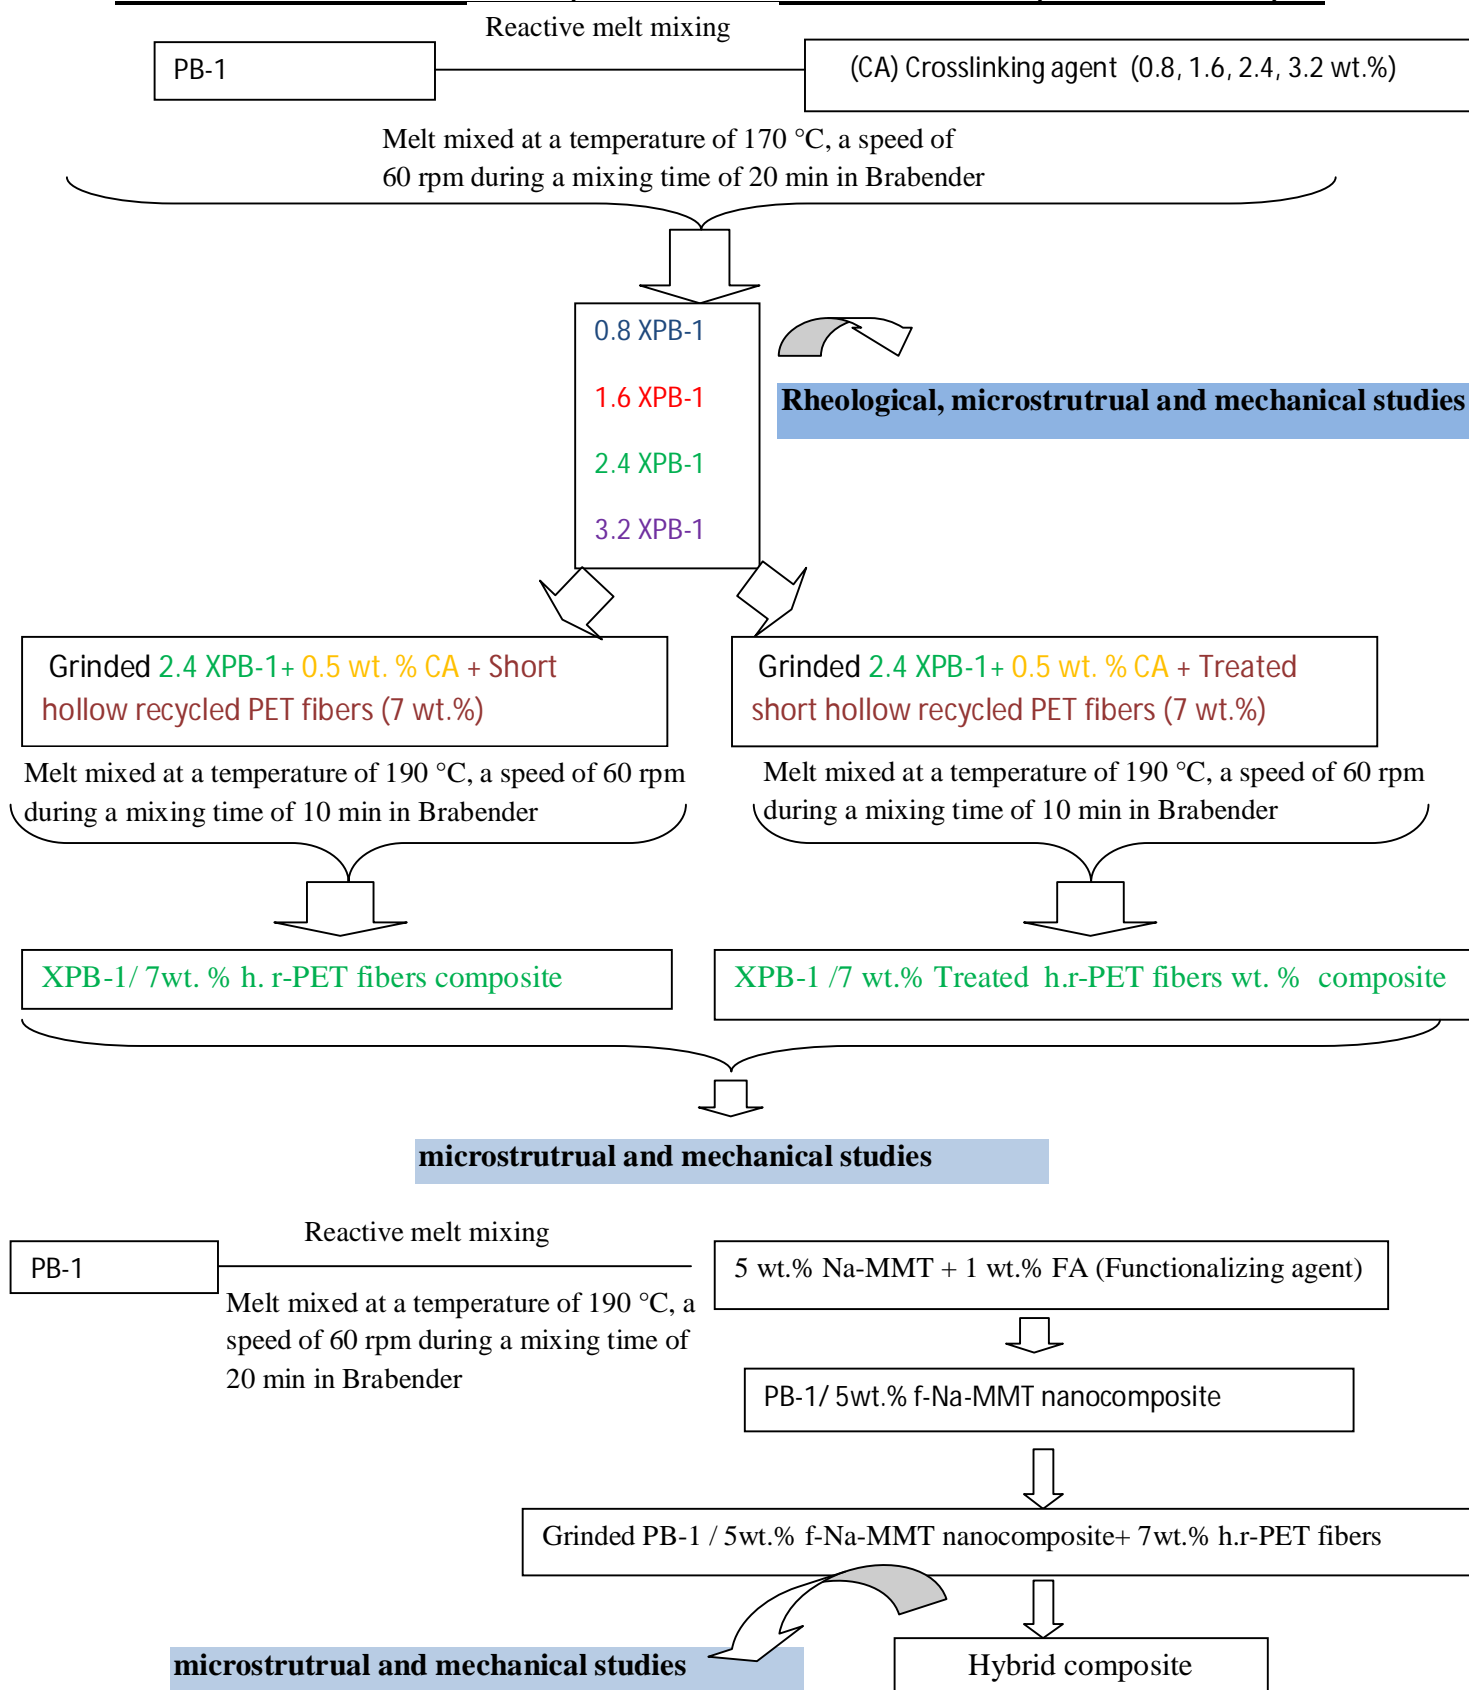 Reactive melt mixing
PB-1
(CA) Crosslinking agent (0.8, 1.6, 2.4, 3.2 wt.%)
Melt mixed at a temperature of 170 °C, a speed of
60 rpm during a mixing time of 20 min in Brabender
0.8 XPB-1
1.6 XPB-1
2.4 XPB-1
3.2 XPB-1
Rheological, microstrutrual and mechanical studies
Grinded 2.4 XPB-1+ 0.5 wt. % CA + Short
hollow recycled PET fibers (7 wt.%)
Grinded 2.4 XPB-1+ 0.5 wt. % CA + Treated
short hollow recycled PET fibers (7 wt.%)
Melt mixed at a temperature of 190 °C, a speed of 60 rpm
during a mixing time of 10 min in Brabender
Melt mixed at a temperature of 190 °C, a speed of 60 rpm
during a mixing time of 10 min in Brabender
XPB-1/ 7wt. % h. r-PET fibers composite
XPB-1 /7 wt.% Treated h.r-PET fibers wt. % composite
microstrutrual and mechanical studies
Reactive melt mixing
PB-1
5 wt.% Na-MMT + 1 wt.% FA (Functionalizing agent)
Melt mixed at a temperature of 190 °C, a
speed of 60 rpm during a mixing time of
20 min in Brabender
PB-1/ 5wt.% f-Na-MMT nanocomposite
Grinded PB-1 / 5wt.% f-Na-MMT nanocomposite+ 7wt.% h.r-PET fibers
microstrutrual and mechanical studies
Hybrid composite